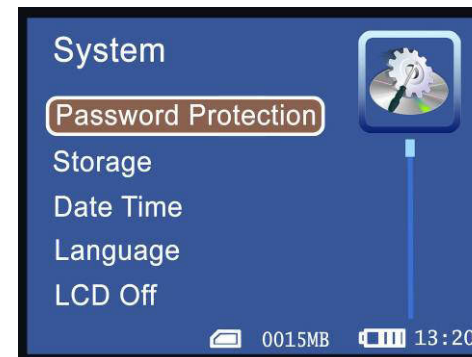 System
Password Protection
Storage
Date Time
Language
LCD Off
0015MB 13:20